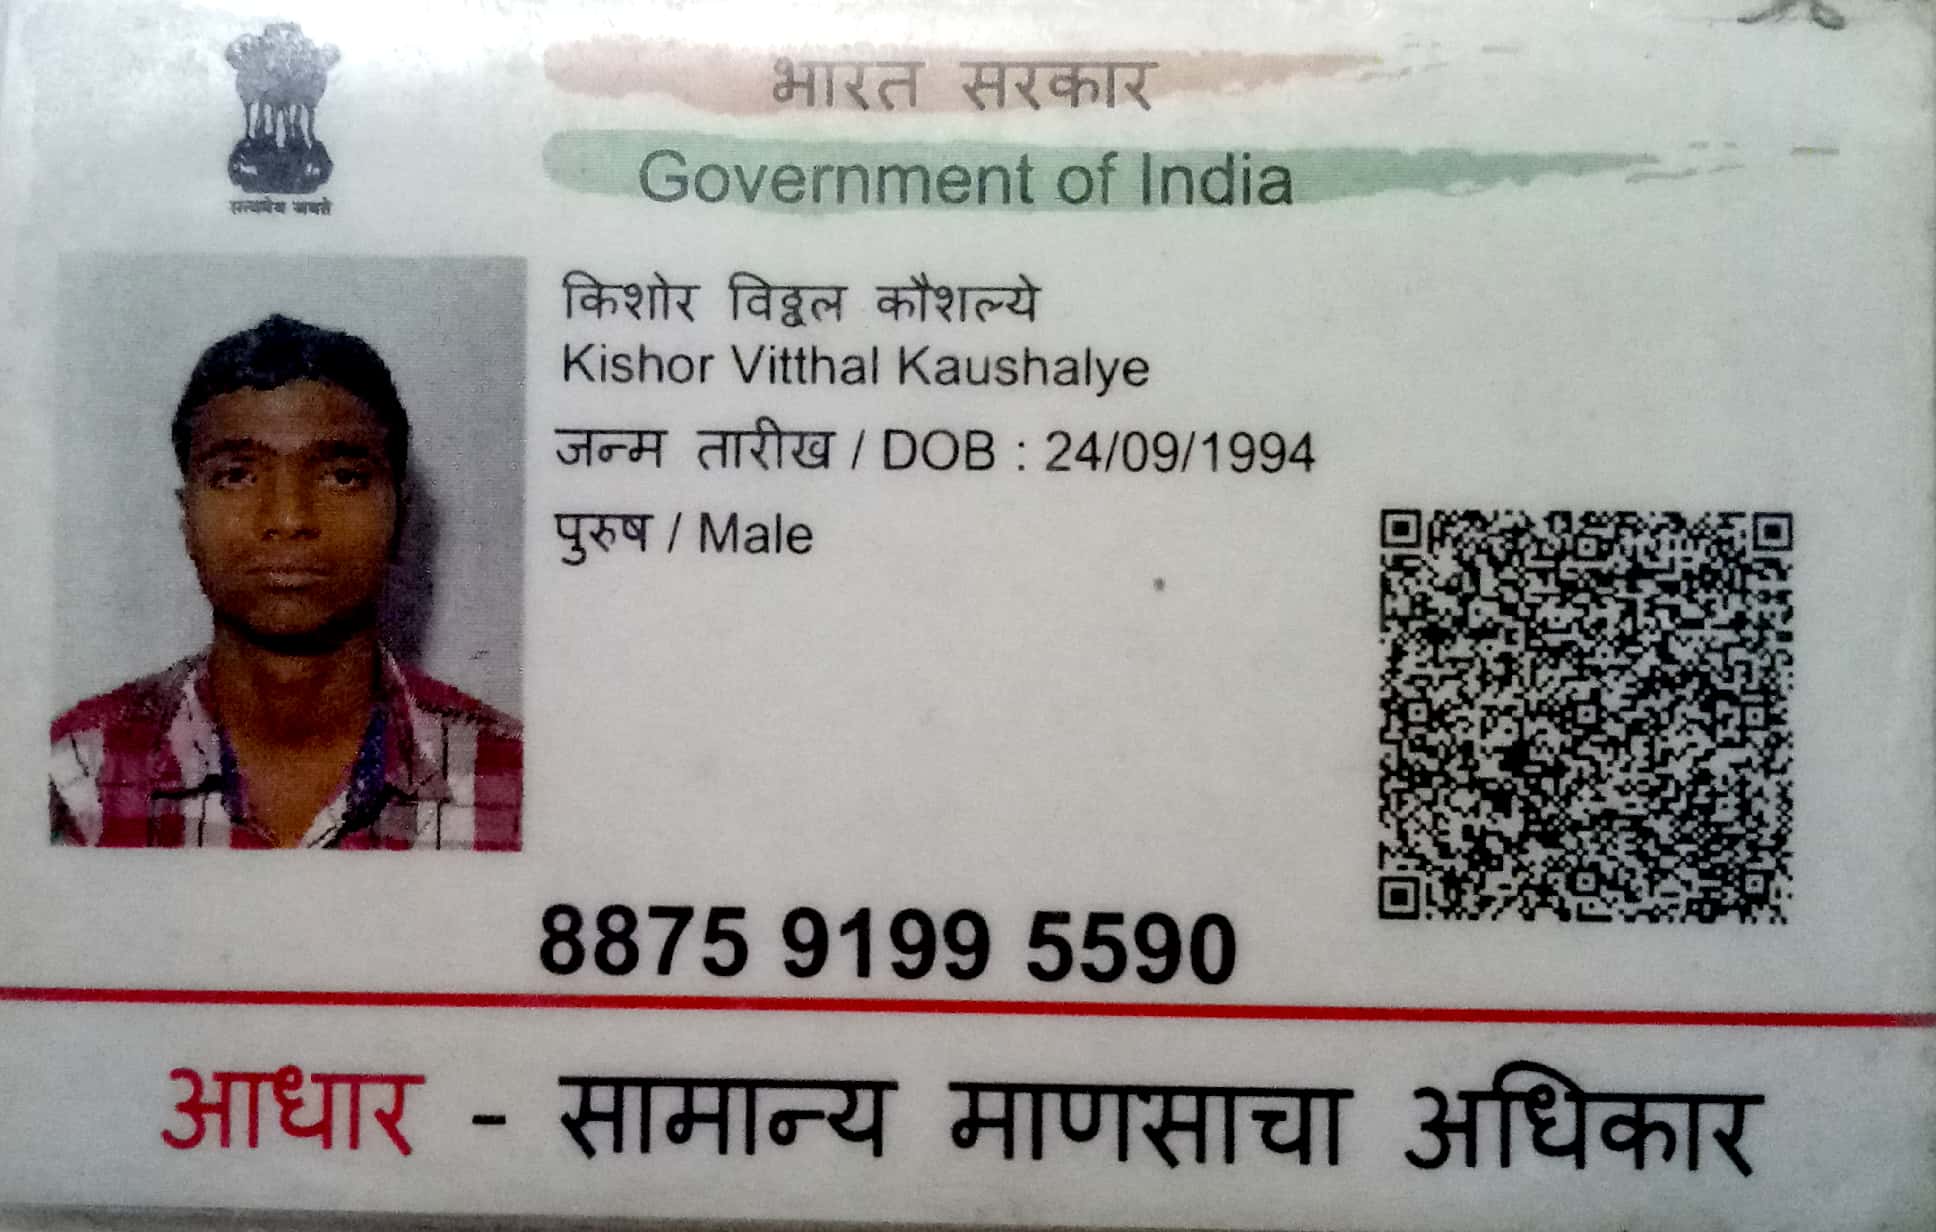 भारत सरकार
Government of India
सत्यमेव जयते
किशोर विठ्ठल कौशल्ये
Kishor Vitthal Kaushalye
जन्म तारीख / DOB : 24/09/1994
पुरुष / Male
8875 9199 5590
आधार - सामान्य माणसाचा अधिकार